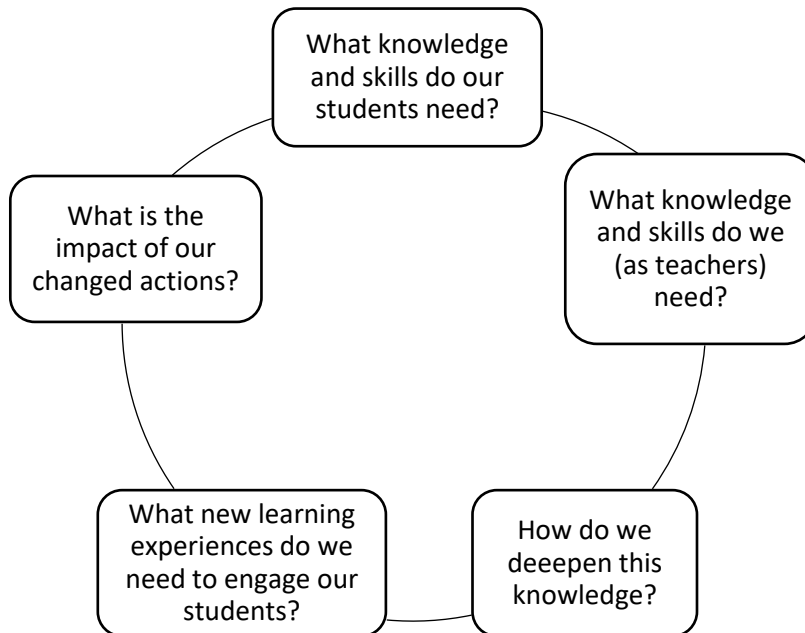 What knowledge
and skills do our
students need?
What knowledge
and skills do we
(as teachers)
need?
How do we
deeepen this
knowledge?
What new learning
experiences do we
need to engage our
students?
What is the
impact of our
changed actions?